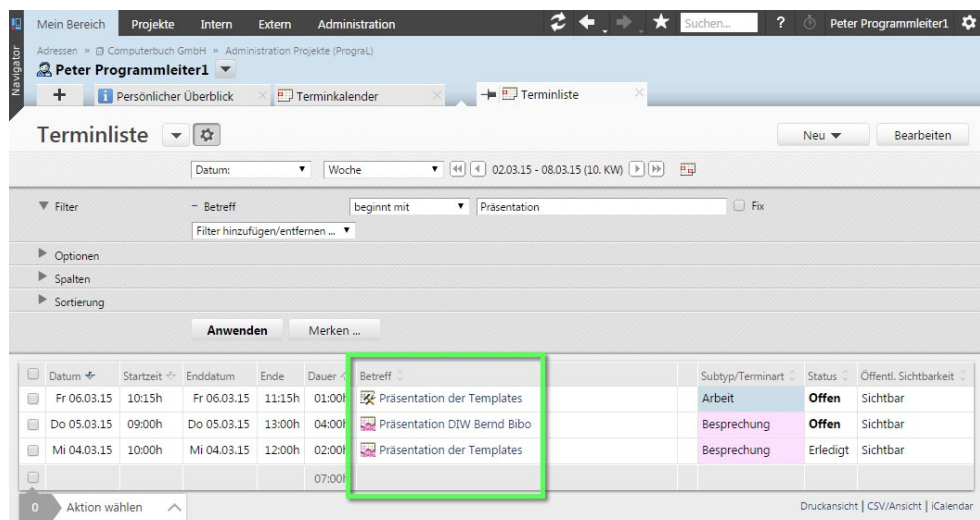 Mein Bereich Projekte Intern Extern Administration Suchen... ? Peter Programmleiter1
Navigator
Adressen » Computerbuch GmbH » Administration Projekte (PrograL)
Peter Programmleiter1
+ Persönlicher Überblick Terminkalender Terminliste
Terminliste Neu Bearbeiten
Datum: Woche 02.03.15 - 08.03.15 (10. KW)
Filter − Betreff beginnt mit Präsentation Fix
Filter hinzufügen/entfernen ...
Optionen
Spalten
Sortierung
Anwenden Merken ...
Datum Startzeit Enddatum Ende Dauer Betreff Subtyp/Terminart Status Öffentl. Sichtbarkeit
Fr 06.03.15 10:15h Fr 06.03.15 11:15h 01:00h Präsentation der Templates Arbeit Offen Sichtbar
Do 05.03.15 09:00h Do 05.03.15 13:00h 04:00h Präsentation DIW Bernd Bibo Besprechung Offen Sichtbar
Mi 04.03.15 10:00h Mi 04.03.15 12:00h 02:00h Präsentation der Templates Besprechung Erledigt Sichtbar
07:00h
0 Aktion wählen Druckansicht | CSV/Ansicht | iCalendar